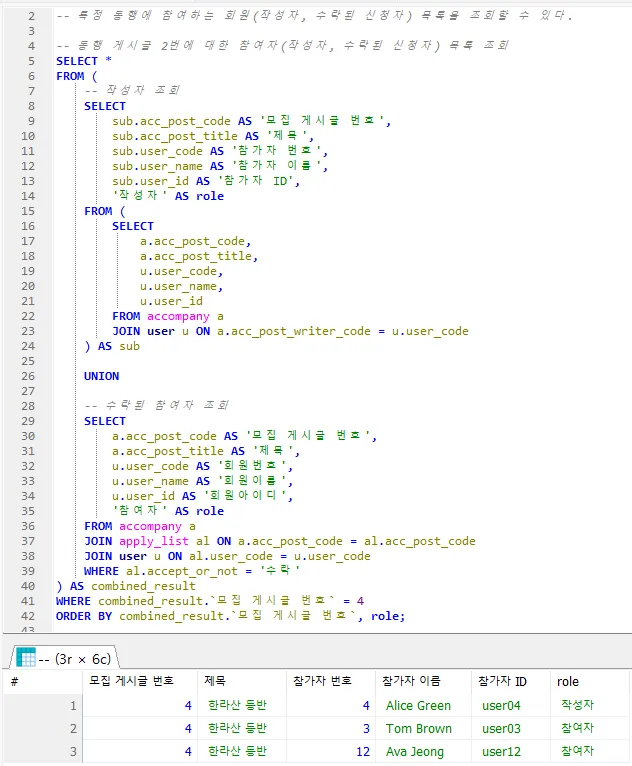 2 -- 특정 동행에 참여하는 회원(작성자, 수락된 신청자) 목록을 조회할 수 있다.
3
4 -- 동행 게시글 2번에 대한 참여자(작성자, 수락된 신청자) 목록 조회
5 SELECT *
6 FROM (
7 -- 작성자 조회
8 SELECT
9 sub.acc_post_code AS '모집 게시글 번호',
10 sub.acc_post_title AS '제목',
11 sub.user_code AS '참가자 번호',
12 sub.user_name AS '참가자 이름',
13 sub.user_id AS '참가자 ID',
14 '작성자' AS role
15 FROM (
16 SELECT
17 a.acc_post_code,
18 a.acc_post_title,
19 u.user_code,
20 u.user_name,
21 u.user_id
22 FROM accompany a
23 JOIN user u ON a.acc_post_writer_code = u.user_code
24 ) AS sub
25
26 UNION
27
28 -- 수락된 참여자 조회
29 SELECT
30 a.acc_post_code AS '모집 게시글 번호',
31 a.acc_post_title AS '제목',
32 u.user_code AS '회원번호',
33 u.user_name AS '회원이름',
34 u.user_id AS '회원아이디',
35 '참여자' AS role
36 FROM accompany a
37 JOIN apply_list al ON a.acc_post_code = al.acc_post_code
38 JOIN user u ON al.user_code = u.user_code
39 WHERE al.accept_or_not = '수락'
40 ) AS combined_result
41 WHERE combined_result.`모집 게시글 번호` = 4
42 ORDER BY combined_result.`모집 게시글 번호`, role;
43
-- (3r × 6c)
# 모집 게시글 번호 제목 참가자 번호 참가자 이름 참가자 ID role
1 4 한라산 등반 4 Alice Green user04 작성자
2 4 한라산 등반 3 Tom Brown user03 참여자
3 4 한라산 등반 12 Ava Jeong user12 참여자